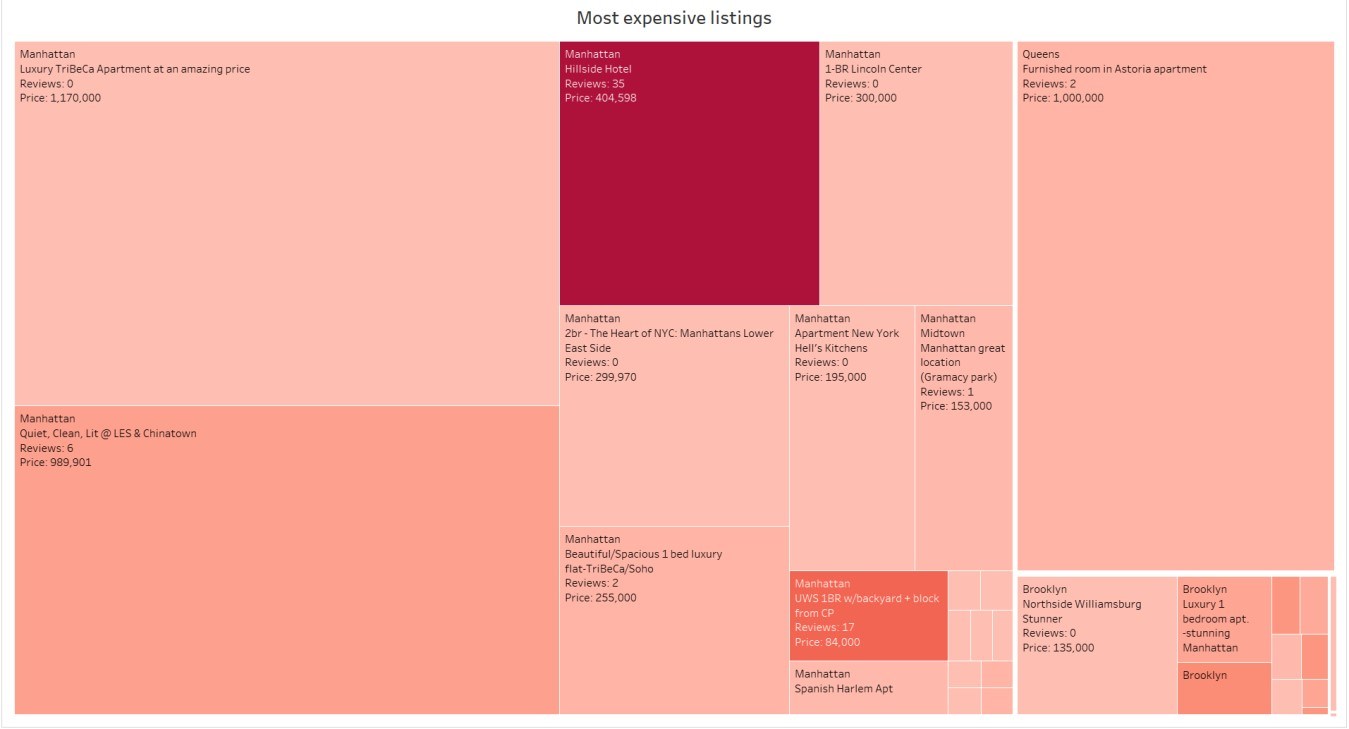 Most expensive listings
Manhattan
Luxury TriBeCa Apartment at an amazing price
Reviews: 0
Price: 1,170,000
Manhattan
Quiet, Clean, Lit @ LES & Chinatown
Reviews: 6
Price: 989,901
Manhattan
Hillside Hotel
Reviews: 35
Price: 404,598
Manhattan
1-BR Lincoln Center
Reviews: 0
Price: 300,000
Manhattan
2br - The Heart of NYC: Manhattans Lower
East Side
Reviews: 0
Price: 299,970
Manhattan
Beautiful/Spacious 1 bed luxury
flat-TriBeCa/Soho
Reviews: 2
Price: 255,000
Manhattan
Apartment New York
Hell's Kitchens
Reviews: 0
Price: 195,000
Manhattan
Midtown
Manhattan great
location
(Gramacy park)
Reviews: 1
Price: 153,000
Manhattan
UWS 1BR w/backyard + block
from CP
Reviews: 17
Price: 84,000
Manhattan
Spanish Harlem Apt
Queens
Furnished room in Astoria apartment
Reviews: 2
Price: 1,000,000
Brooklyn
Northside Williamsburg
Stunner
Reviews: 0
Price: 135,000
Brooklyn
Luxury 1
bedroom apt.
-stunning
Manhattan
Brooklyn